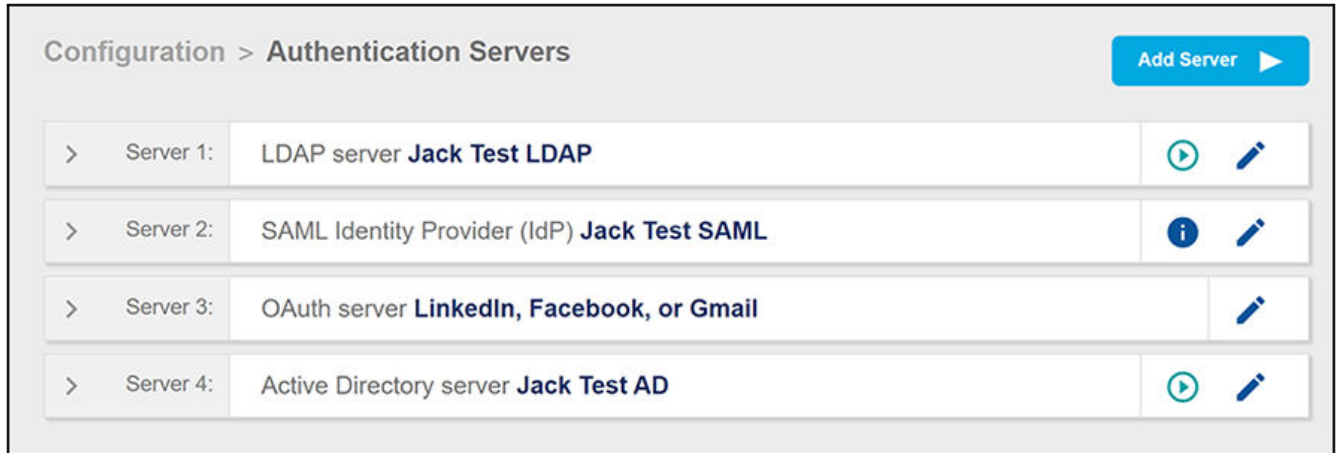 Configuration > Authentication Servers
Add Server
Server 1: LDAP server Jack Test LDAP
Server 2: SAML Identity Provider (IdP) Jack Test SAML
Server 3: OAuth server LinkedIn, Facebook, or Gmail
Server 4: Active Directory server Jack Test AD